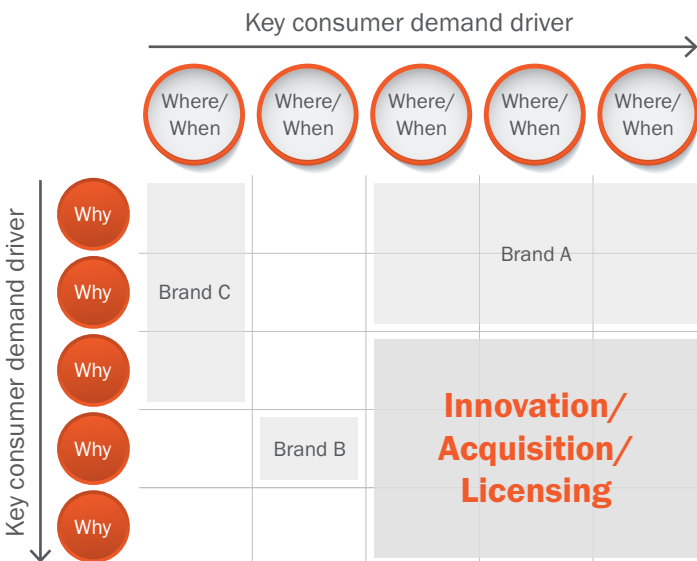 Key consumer demand driver
Where/
When
Where/
When
Where/
When
Where/
When
Where/
When
Key consumer demand driver
Why
Why
Why
Why
Why
Brand A
Brand C
Innovation/
Acquisition/
Licensing
Brand B